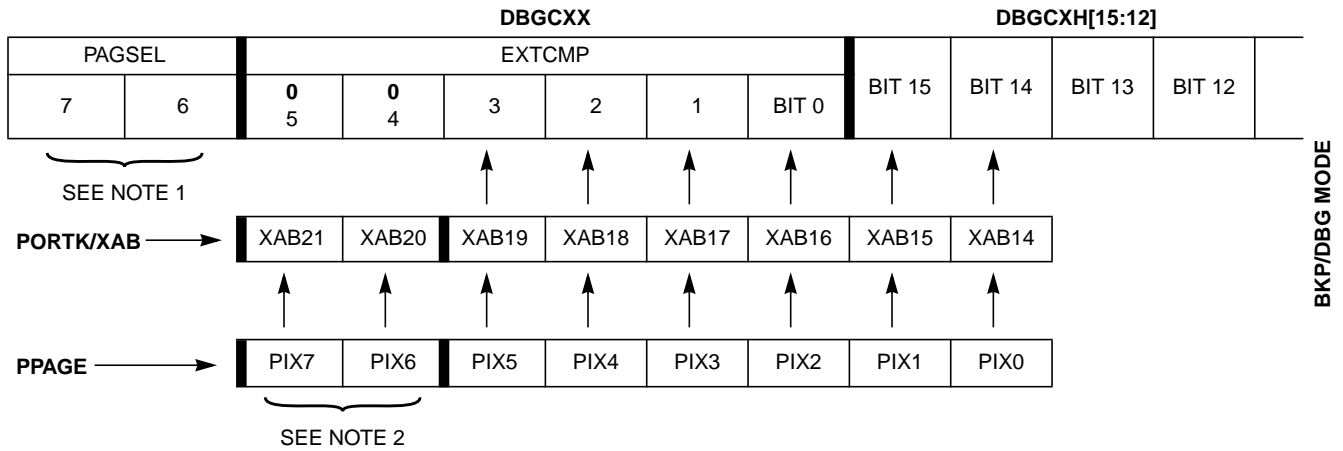 DBGCXX DBGCXH[15:12]
PAGSEL EXTCMP
7 6 0 5 0 4 3 2 1 BIT 0 BIT 15 BIT 14 BIT 13 BIT 12
SEE NOTE 1
PORTK/XAB XAB21 XAB20 XAB19 XAB18 XAB17 XAB16 XAB15 XAB14
PPAGE PIX7 PIX6 PIX5 PIX4 PIX3 PIX2 PIX1 PIX0
SEE NOTE 2
BKP/DBG MODE